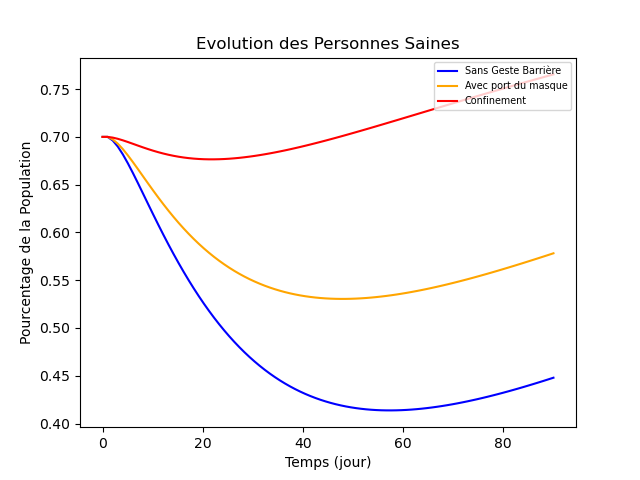 Evolution des Personnes Saines
Sans Geste Barrière
Avec port du masque
Confinement
Pourcentage de la Population
0.75
0.70
0.65
0.60
0.55
0.50
0.45
0.40
0 20 40 60 80
Temps (jour)